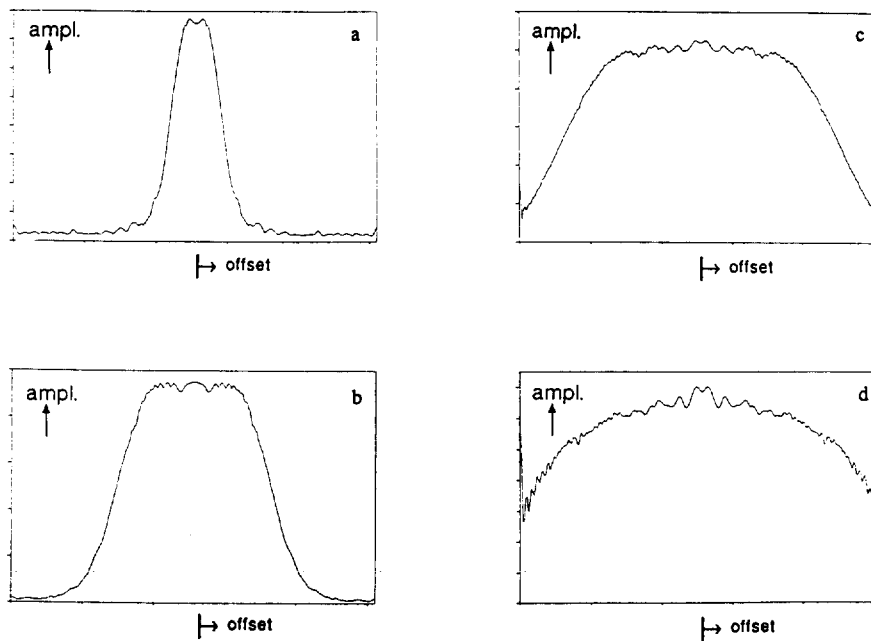 ampl.
a
offset
ampl.
c
offset
ampl.
b
offset
ampl.
d
offset